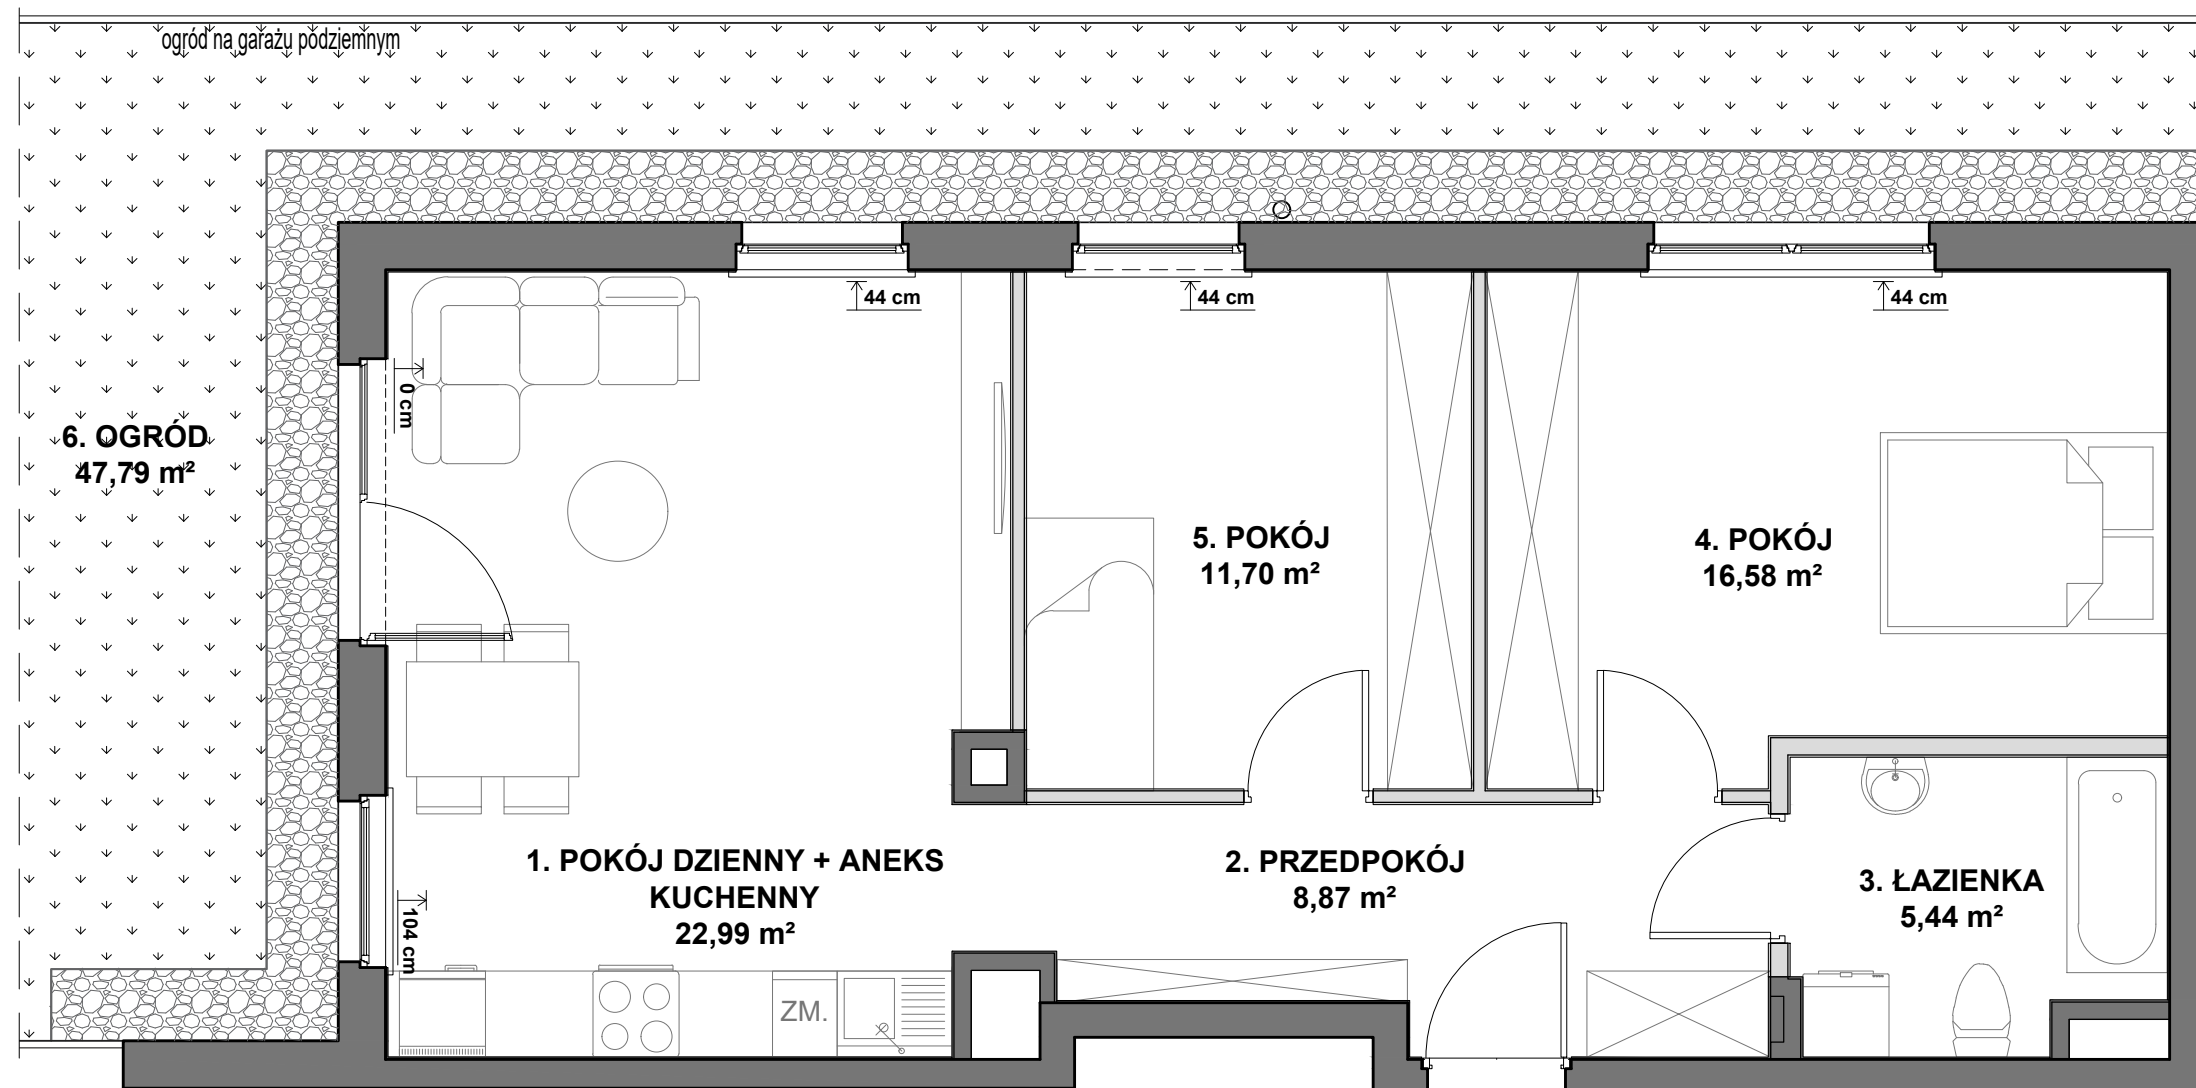 ogród na garażu podziemnym
44 cm
44 cm
44 cm
0 cm
6. OGRÓD
47,79 m²
5. POKÓJ
11,70 m²
4. POKÓJ
16,58 m²
1. POKÓJ DZIENNY + ANEKS
KUCHENNY
22,99 m²
2. PRZEDPOKÓJ
8,87 m²
3. ŁAZIENKA
5,44 m²
104 cm
ZM.